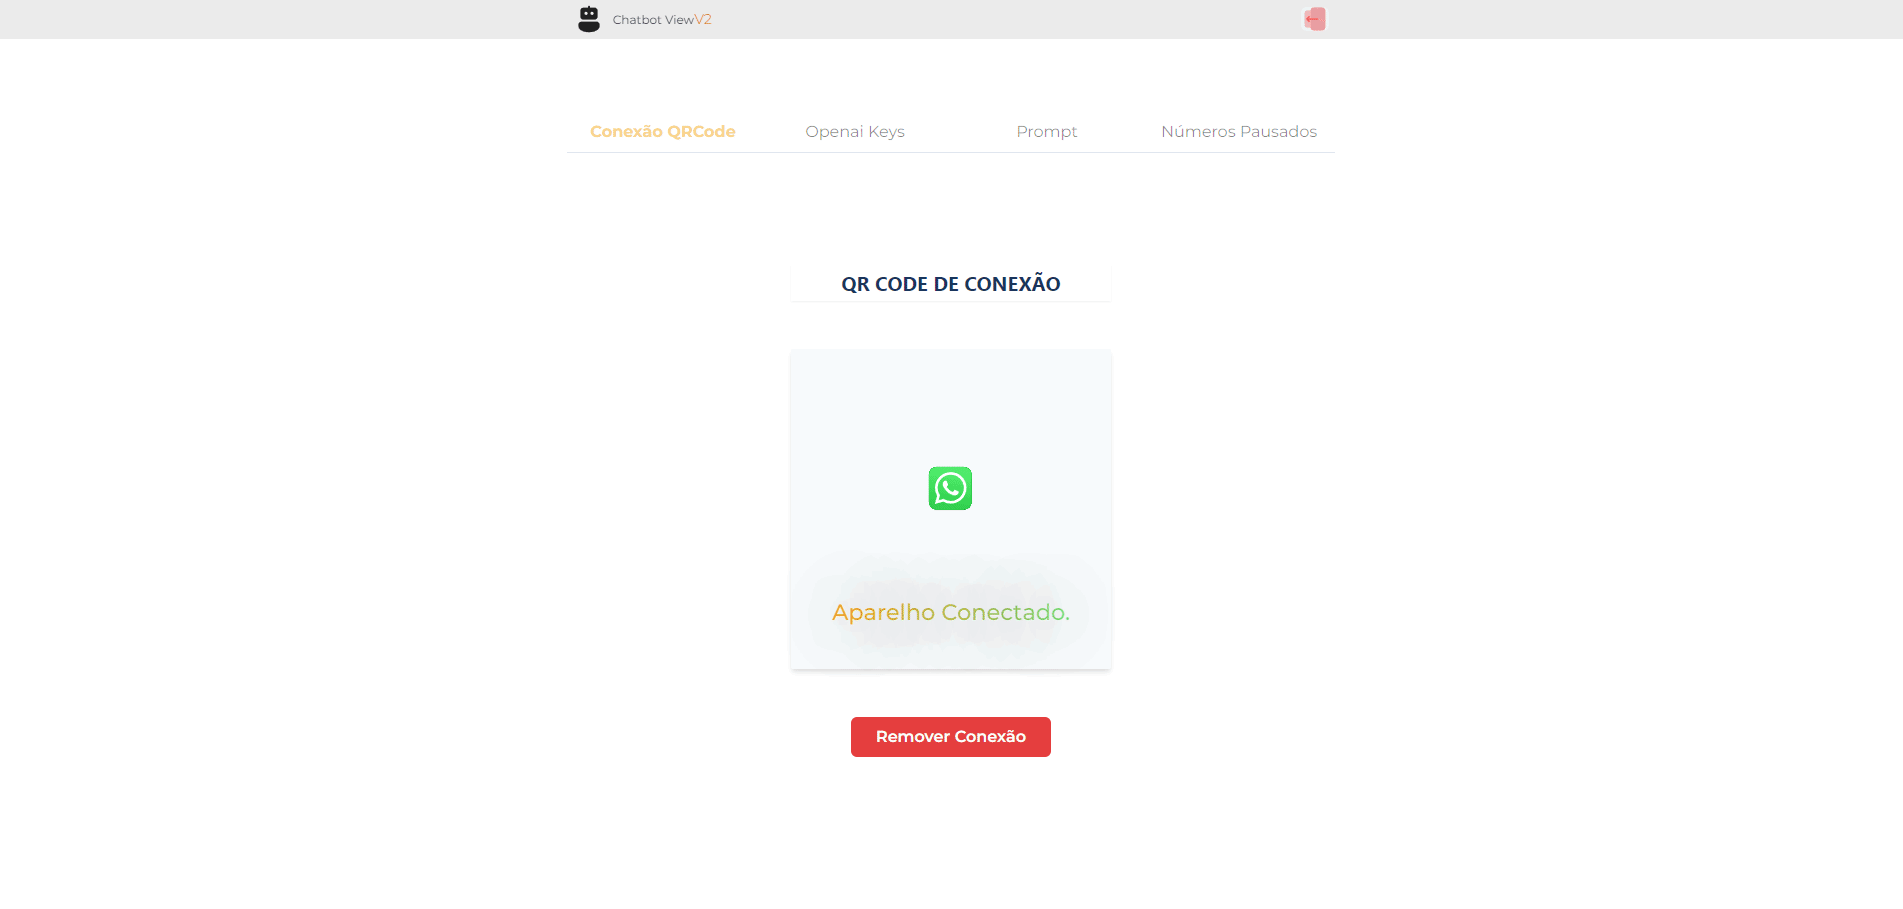 Chatbot ViewV2
Conexão QRCode Openai Keys Prompt Números Pausados
QR CODE DE CONEXÃO
Aparelho Conectado.
Remover Conexão